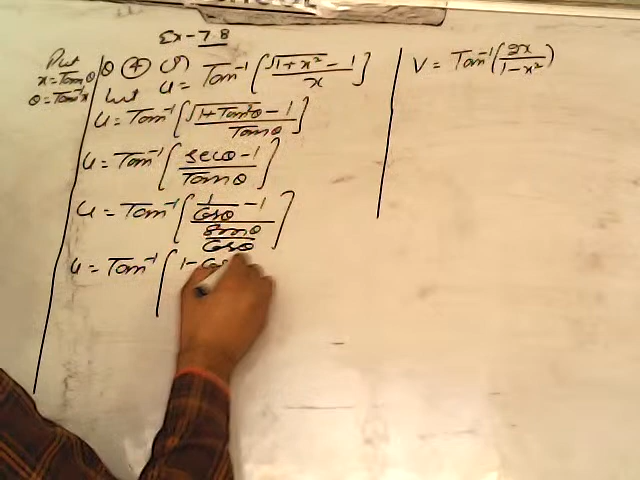 Ex-7.8
Put
x = Tanθ
θ = Tan⁻¹x
Q ④ (i)
Let
u = Tan⁻¹[(√(1+x²) - 1)/x]
u = Tan⁻¹[(√(1+Tan²θ) - 1)/Tanθ]
u = Tan⁻¹[(secθ - 1)/Tanθ]
u = Tan⁻¹[(1/Cosθ - 1)/(Sinθ/Cosθ)]
u = Tan⁻¹[1 - Cos
V = Tan⁻¹(2x/(1-x²))